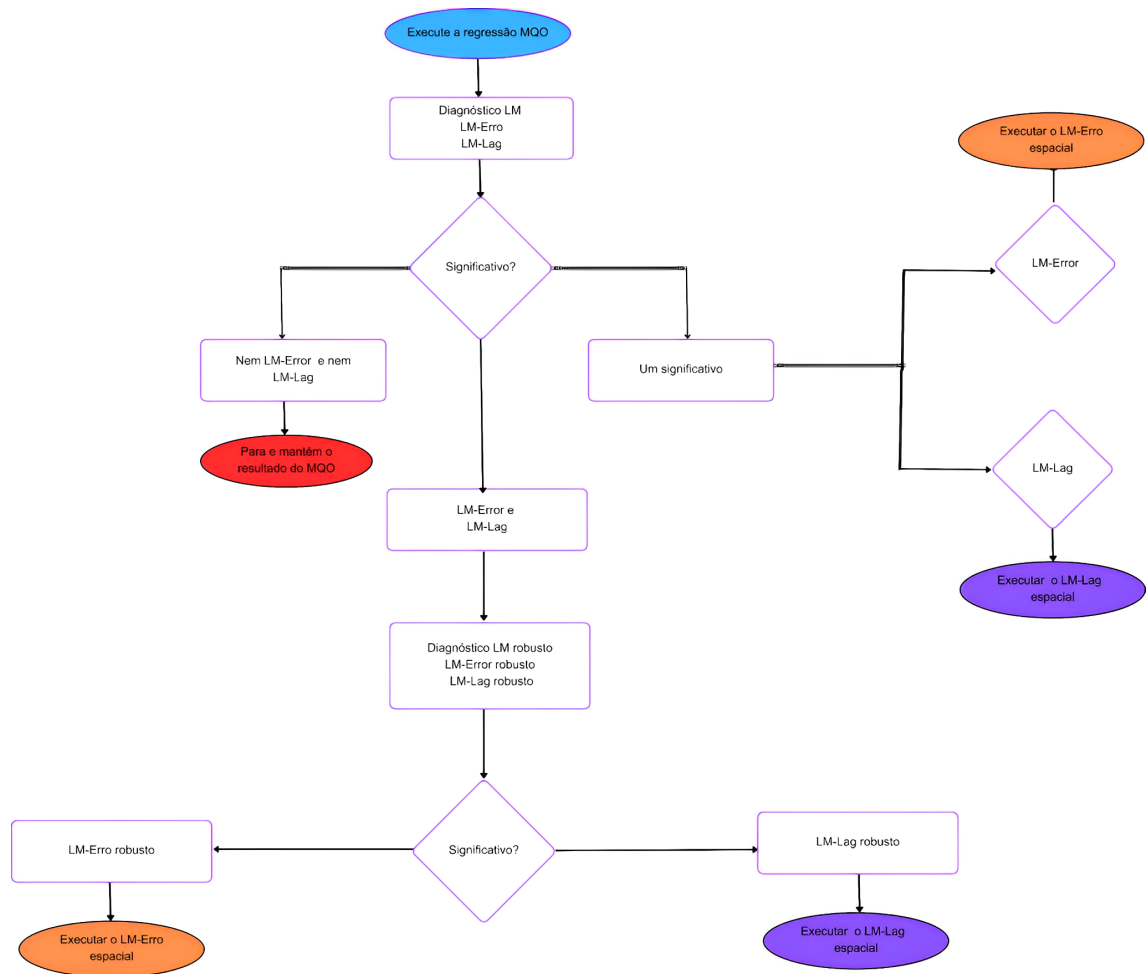 Execute a regressão MQO
Diagnóstico LM
LM-Erro
LM-Lag
Executar o LM-Erro
espacial
Significativo?
LM-Error
Nem LM-Error e nem
LM-Lag
Um significativo
Para e mantêm o
resultado do MQO
LM-Lag
LM-Error e
LM-Lag
Executar o LM-Lag
espacial
Diagnóstico LM robusto
LM-Error robusto
LM-Lag robusto
LM-Erro robusto
Significativo?
LM-Lag robusto
Executar o LM-Erro
espacial
Executar o LM-Lag
espacial